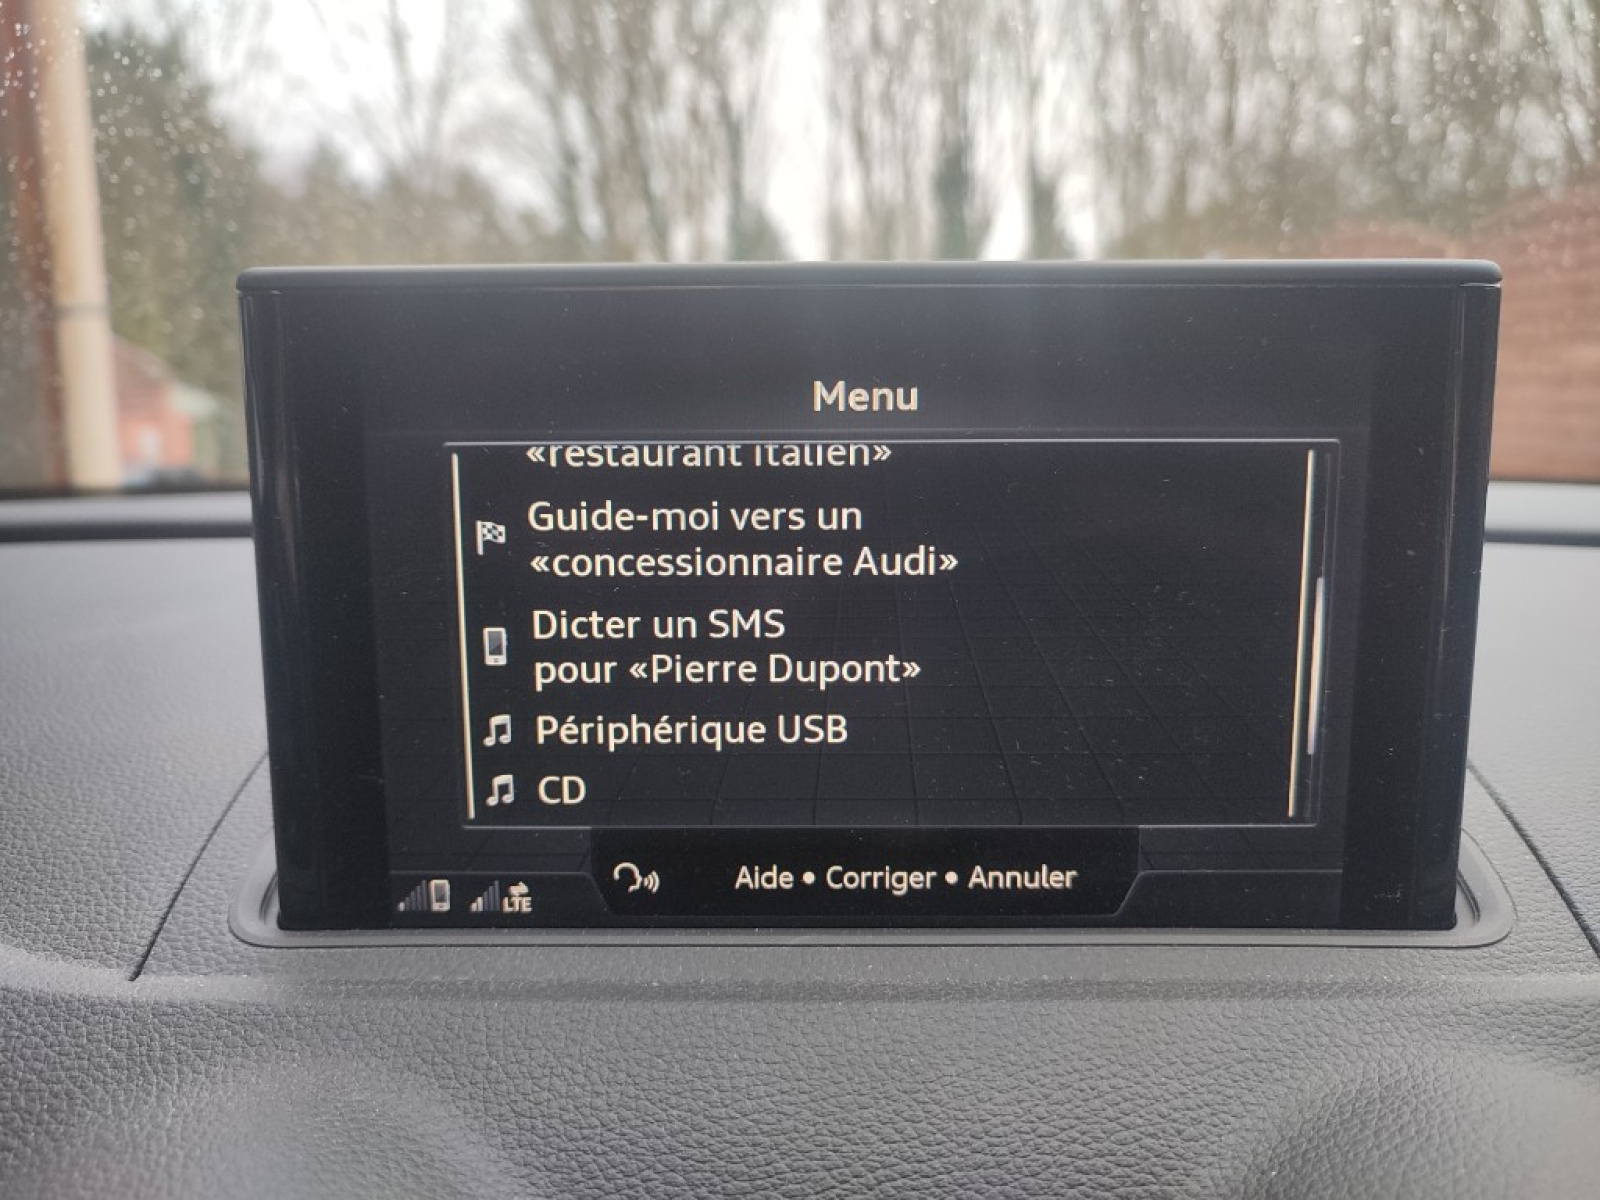 Menu
«restaurant italien»
Guide-moi vers un
«concessionnaire Audi»
Dicter un SMS
pour «Pierre Dupont»
Périphérique USB
CD
Aide • Corriger • Annuler
LTE